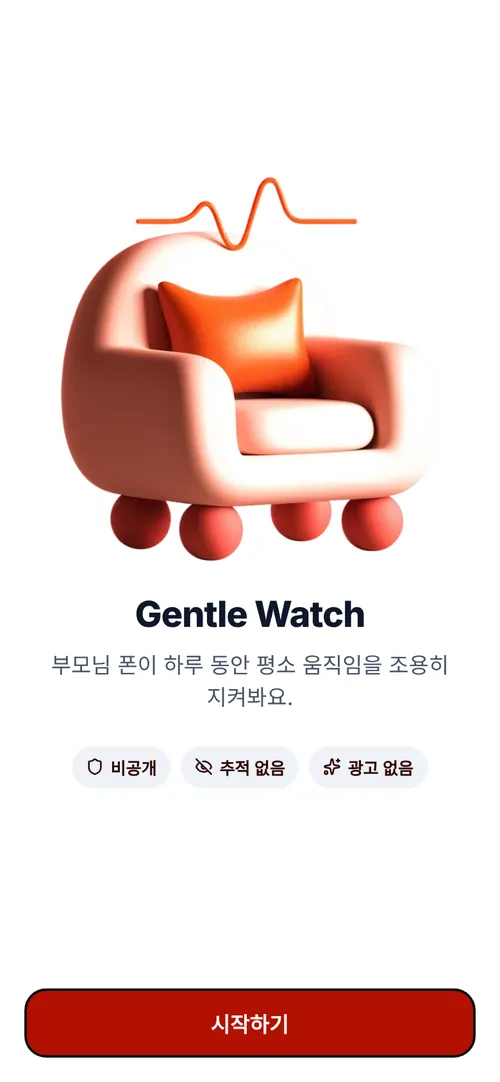 Gentle Watch
부모님 폰이 하루 동안 평소 움직임을 조용히
지켜봐요.
비공개 추적 없음 광고 없음
시작하기